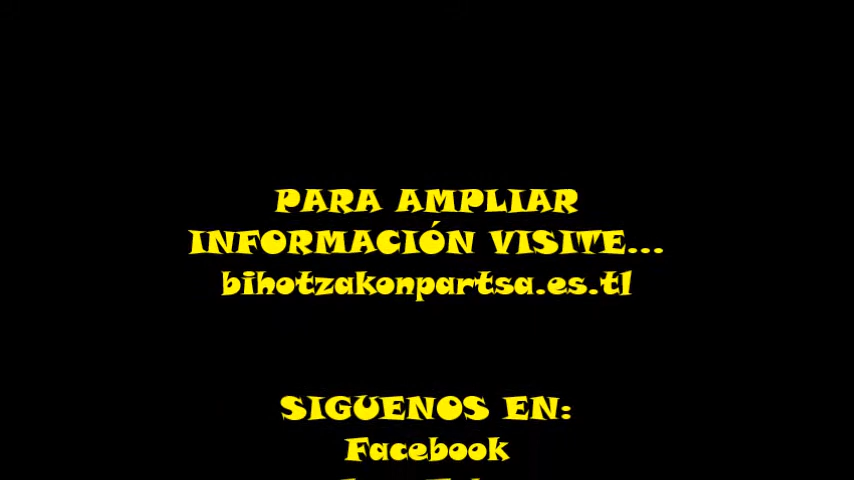 PARA AMPLIAR
INFORMACIÓN VISITE...
bihotzakonpartsa.es.tl
SIGUENOS EN:
Facebook